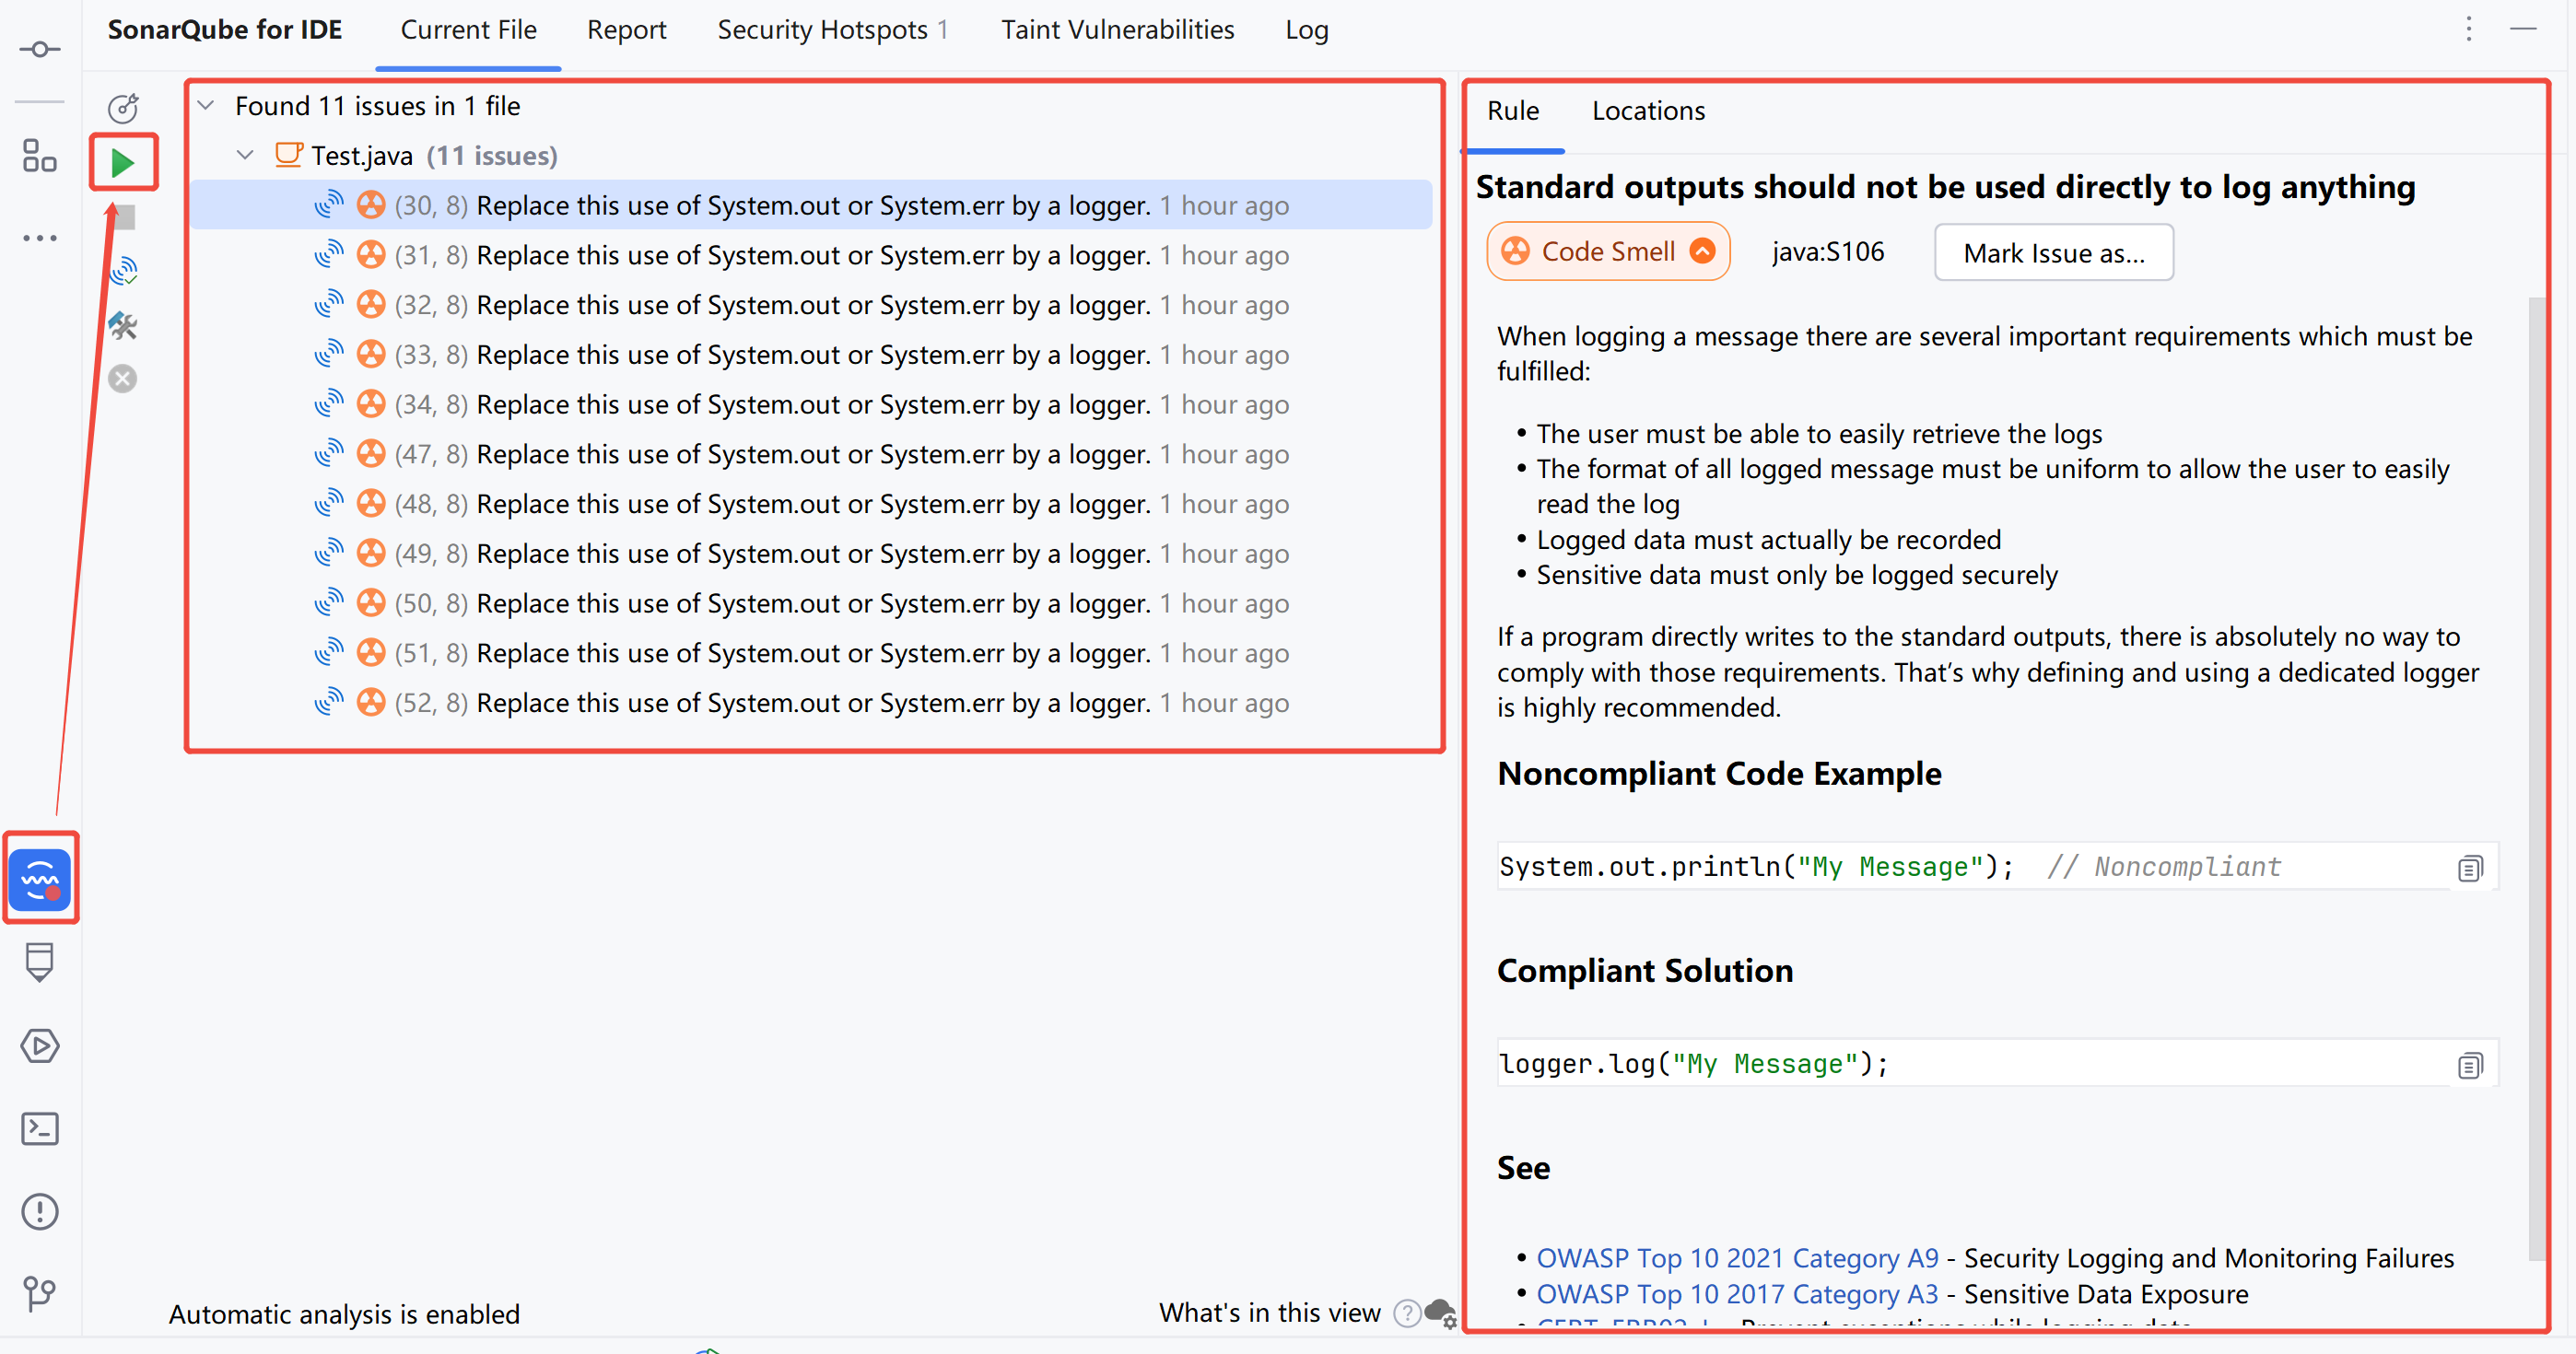 SonarQube for IDE Current File Report Security Hotspots 1 Taint Vulnerabilities Log
Found 11 issues in 1 file
Test.java (11 issues)
(30, 8) Replace this use of System.out or System.err by a logger. 1 hour ago
(31, 8) Replace this use of System.out or System.err by a logger. 1 hour ago
(32, 8) Replace this use of System.out or System.err by a logger. 1 hour ago
(33, 8) Replace this use of System.out or System.err by a logger. 1 hour ago
(34, 8) Replace this use of System.out or System.err by a logger. 1 hour ago
(47, 8) Replace this use of System.out or System.err by a logger. 1 hour ago
(48, 8) Replace this use of System.out or System.err by a logger. 1 hour ago
(49, 8) Replace this use of System.out or System.err by a logger. 1 hour ago
(50, 8) Replace this use of System.out or System.err by a logger. 1 hour ago
(51, 8) Replace this use of System.out or System.err by a logger. 1 hour ago
(52, 8) Replace this use of System.out or System.err by a logger. 1 hour ago
Automatic analysis is enabled
What's in this view
Rule Locations
Standard outputs should not be used directly to log anything
Code Smell java:S106 Mark Issue as...
When logging a message there are several important requirements which must be
fulfilled:
• The user must be able to easily retrieve the logs
• The format of all logged message must be uniform to allow the user to easily
read the log
• Logged data must actually be recorded
• Sensitive data must only be logged securely
If a program directly writes to the standard outputs, there is absolutely no way to
comply with those requirements. That’s why defining and using a dedicated logger
is highly recommended.
Noncompliant Code Example
System.out.println("My Message");  // Noncompliant
Compliant Solution
logger.log("My Message");
See
• OWASP Top 10 2021 Category A9 - Security Logging and Monitoring Failures
• OWASP Top 10 2017 Category A3 - Sensitive Data Exposure